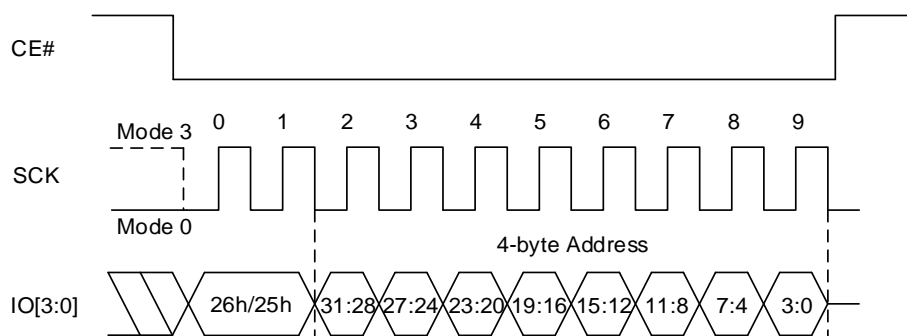 CE#
0 1 2 3 4 5 6 7 8 9
Mode 3
SCK
Mode 0
4-byte Address
IO[3:0] 26h/25h 31:28 27:24 23:20 19:16 15:12 11:8 7:4 3:0